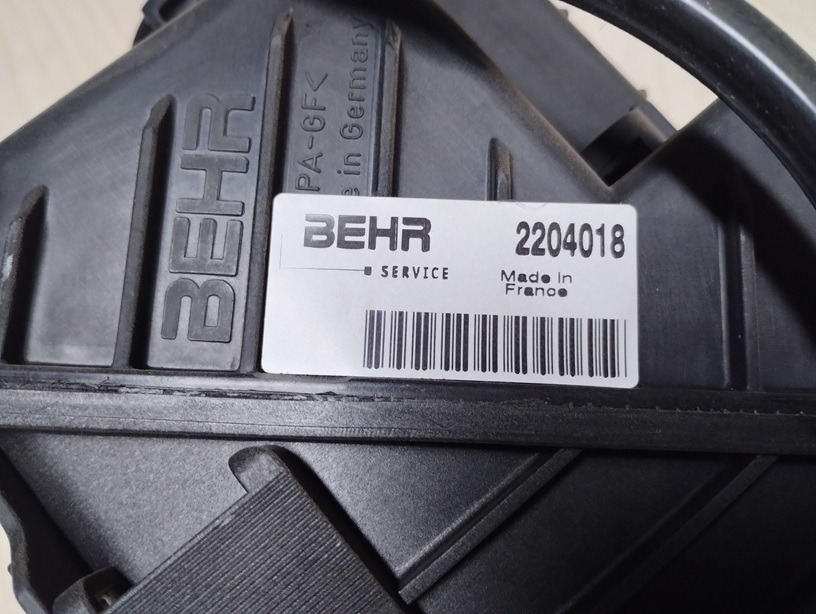 BEHR
PA-GF<
in Germany
BEHR
SERVICE
2204018
Made In
France